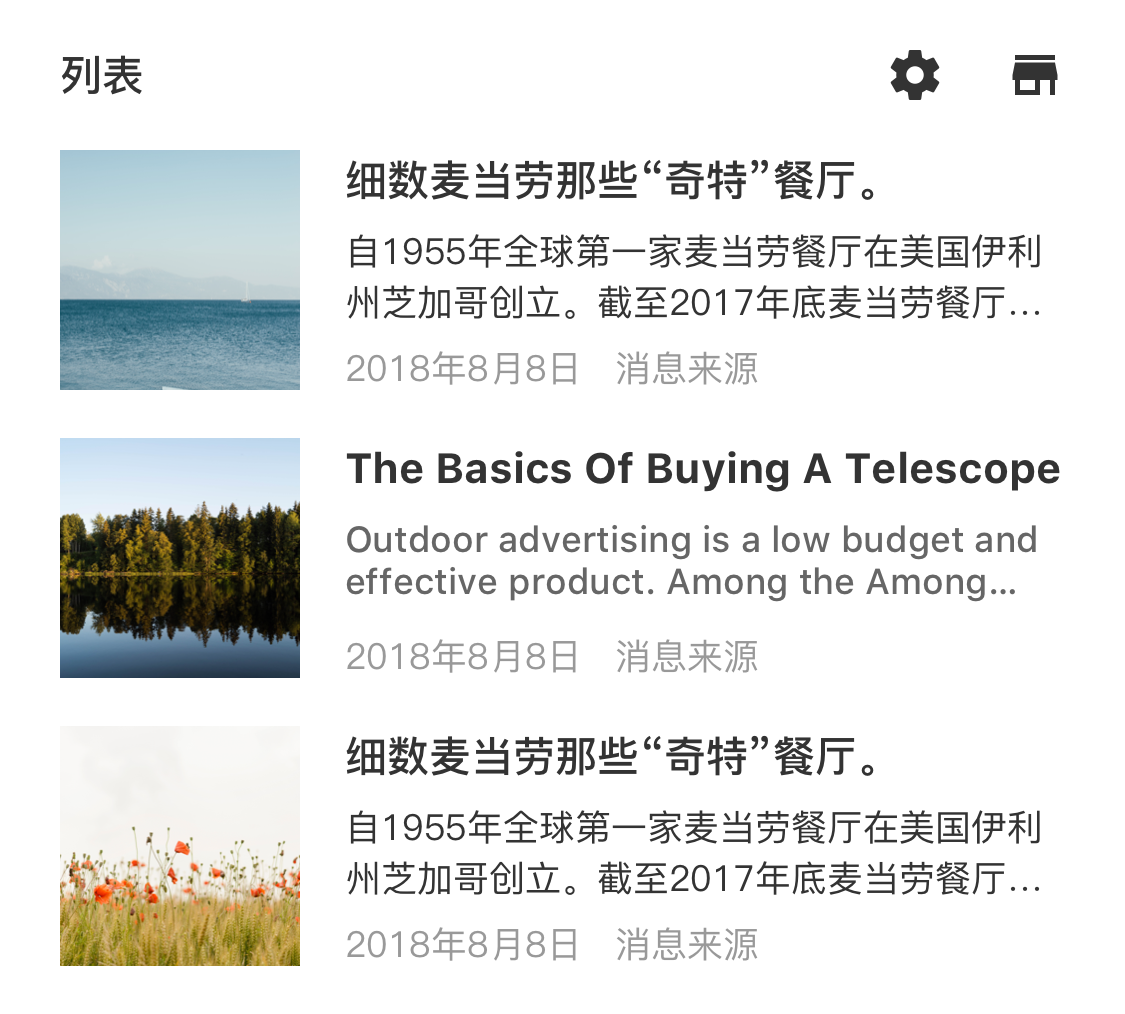 列表
细数麦当劳那些“奇特”餐厅。
自1955年全球第一家麦当劳餐厅在美国伊利
州芝加哥创立。截至2017年底麦当劳餐厅…
2018年8月8日 消息来源
The Basics Of Buying A Telescope
Outdoor advertising is a low budget and
effective product. Among the Among...
2018年8月8日 消息来源
细数麦当劳那些“奇特”餐厅。
自1955年全球第一家麦当劳餐厅在美国伊利
州芝加哥创立。截至2017年底麦当劳餐厅…
2018年8月8日 消息来源